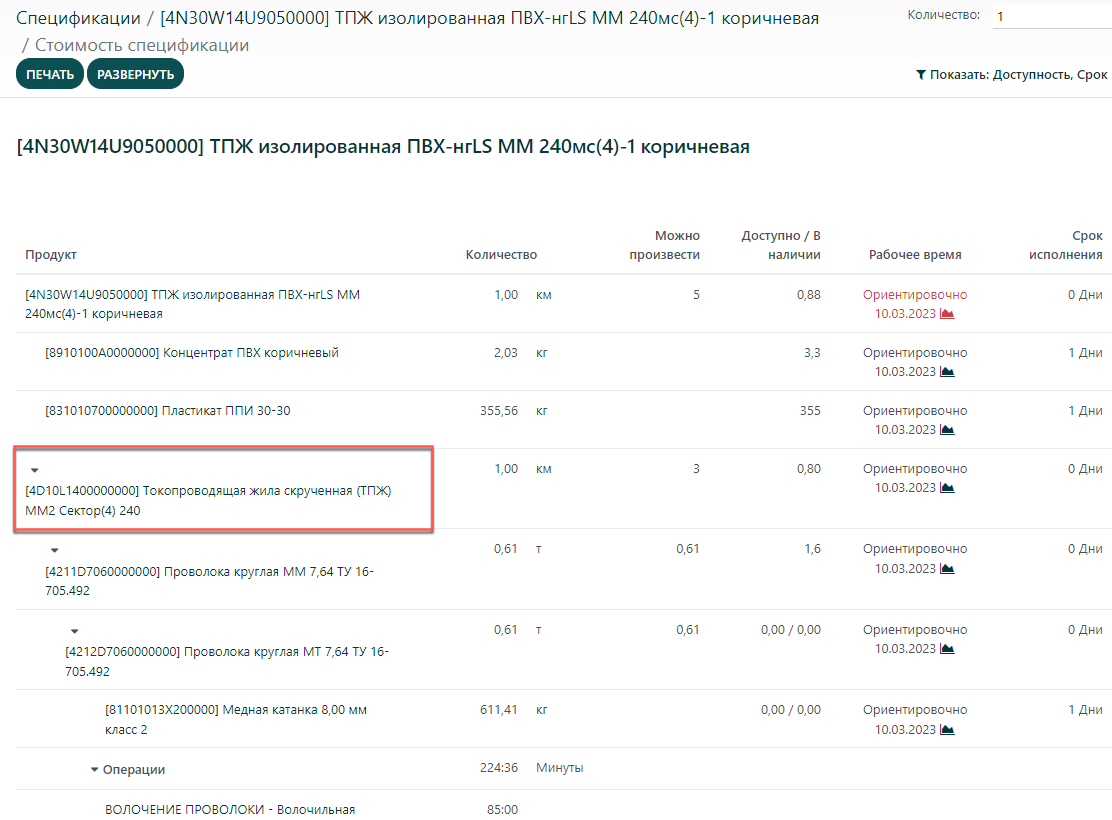 Спецификации / [4N30W14U9050000] ТПЖ изолированная ПВХ-нгLS ММ 240мс(4)-1 коричневая
Количество: 1
/ Стоимость спецификации
ПЕЧАТЬ РАЗВЕРНУТЬ
Показать: Доступность, Срок
[4N30W14U9050000] ТПЖ изолированная ПВХ-нгLS ММ 240мс(4)-1 коричневая
Продукт Количество Можно произвести Доступно / В наличии Рабочее время Срок исполнения
[4N30W14U9050000] ТПЖ изолированная ПВХ-нгLS ММ 1,00 км 5 0,88 Ориентировочно 0 Дни
240мс(4)-1 коричневая 10.03.2023
[8910100A0000000] Концентрат ПВХ коричневый 2,03 кг 3,3 Ориентировочно 1 Дни
10.03.2023
[831010700000000] Пластикат ППИ 30-30 355,56 кг 355 Ориентировочно 1 Дни
10.03.2023
1,00 км 3 0,80 Ориентировочно 0 Дни
[4D10L1400000000] Токопроводящая жила скрученная (ТПЖ) 10.03.2023
ММ2 Сектор(4) 240
0,61 т 0,61 1,6 Ориентировочно 0 Дни
[4211D7060000000] Проволока круглая ММ 7,64 ТУ 16- 10.03.2023
705.492
0,61 т 0,61 0,00 / 0,00 Ориентировочно 0 Дни
[4212D7060000000] Проволока круглая МТ 7,64 ТУ 16- 10.03.2023
705.492
[81101013X200000] Медная катанка 8,00 мм 611,41 кг 0,00 / 0,00 Ориентировочно 1 Дни
класс 2 10.03.2023
Операции 224:36 Минуты
ВОЛОЧЕНИЕ ПРОВОЛОКИ - Волочильная 85:00